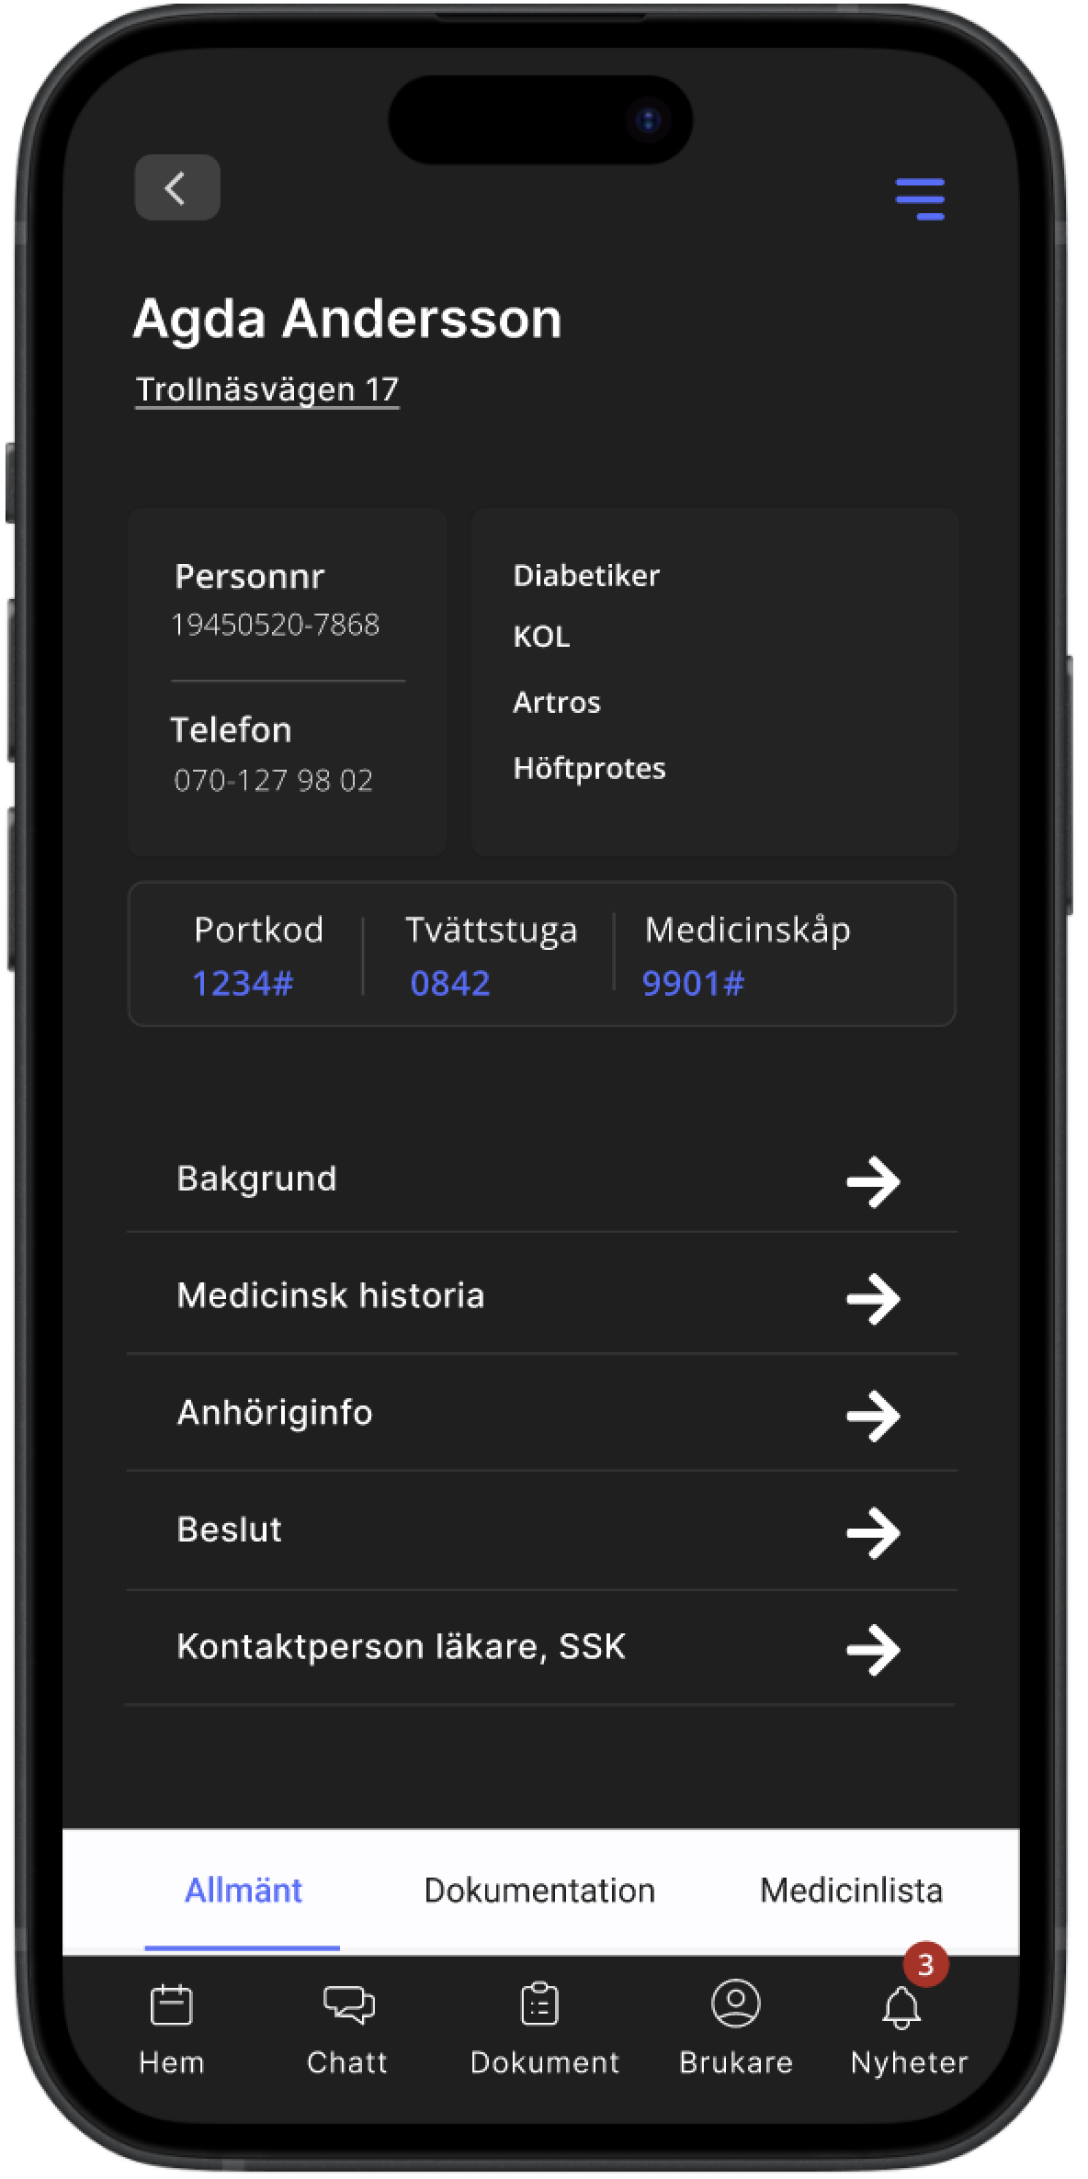 Agda Andersson
Trollnäsvägen 17
Personnr
19450520-7868
Telefon
070-127 98 02
Diabetiker
KOL
Artros
Höftprotes
Portkod
1234#
Tvättstuga
0842
Medicinskåp
9901#
Bakgrund
Medicinsk historia
Anhöriginfo
Beslut
Kontaktperson läkare, SSK
Allmänt Dokumentation Medicinlista
3
Hem Chatt Dokument Brukare Nyheter